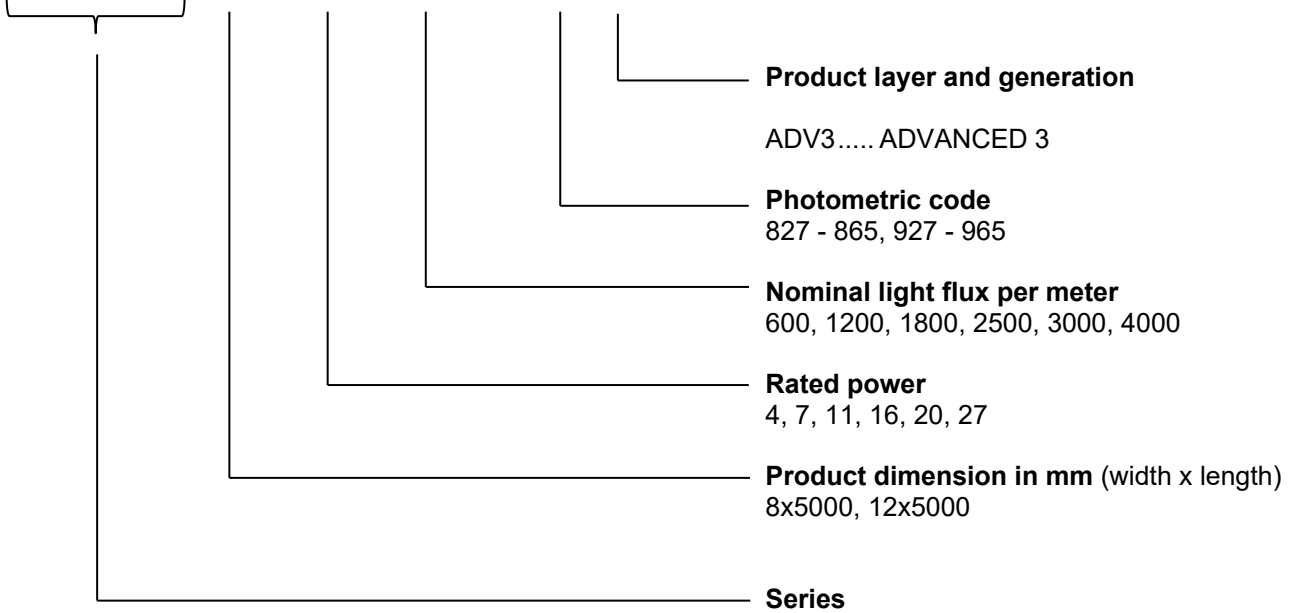 Product layer and generation
ADV3..... ADVANCED 3
Photometric code
827 - 865, 927 - 965
Nominal light flux per meter
600, 1200, 1800, 2500, 3000, 4000
Rated power
4, 7, 11, 16, 20, 27
Product dimension in mm (width x length)
8x5000, 12x5000
Series